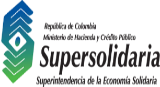 República de Colombia
Ministerio de Hacienda y Crédito Público
Supersolidaria
Superintendencia de la Economía Solidaria